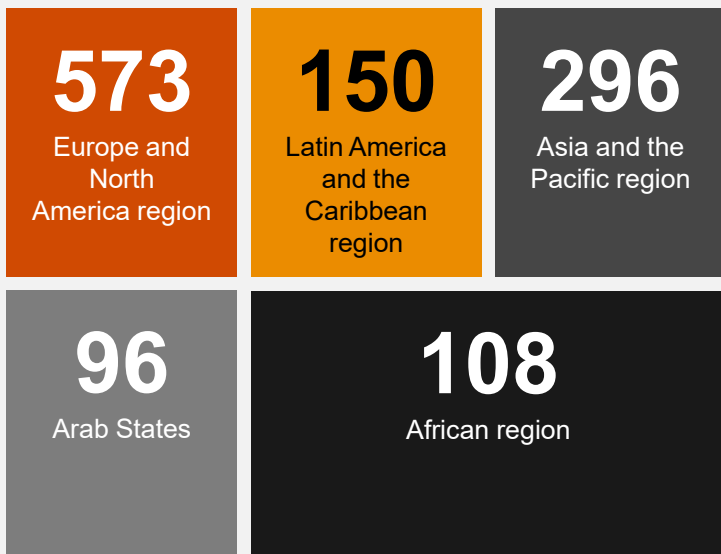 573
Europe and
North
America region
150
Latin America
and the
Caribbean
region
296
Asia and the
Pacific region
96
Arab States
108
African region